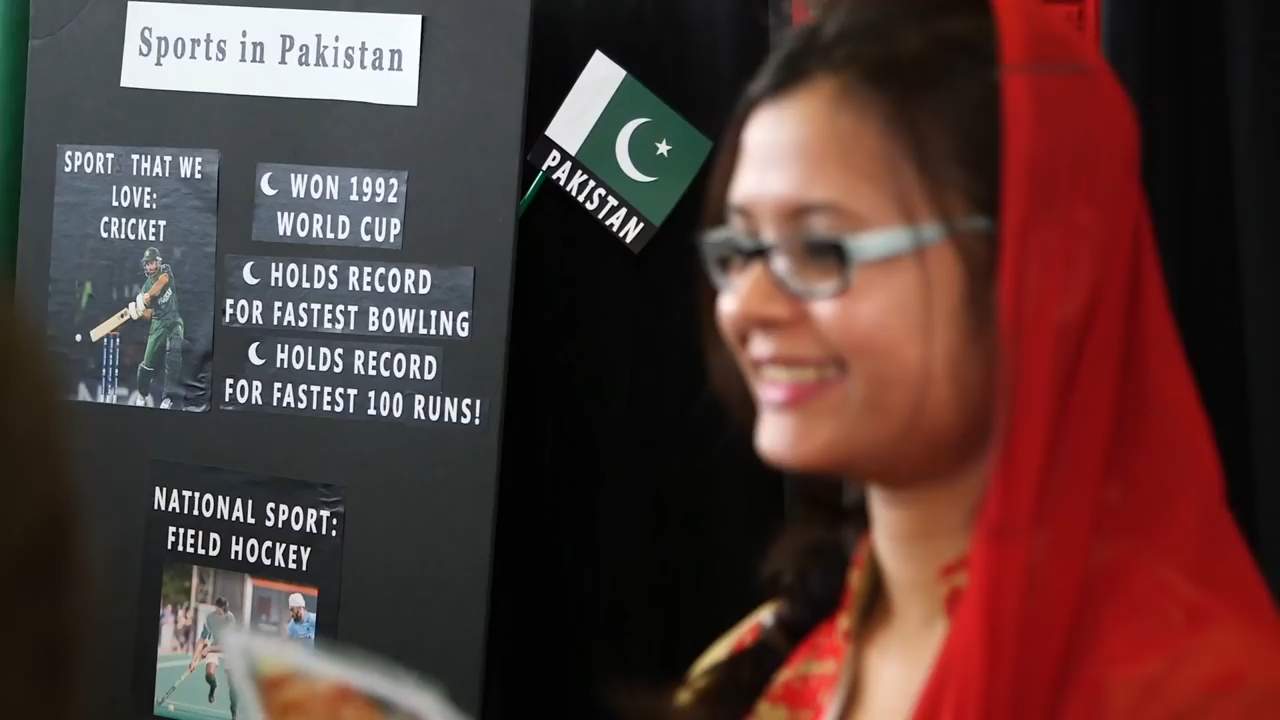 Sports in Pakistan
SPORT THAT WE
LOVE:
CRICKET
WON 1992
WORLD CUP
HOLDS RECORD
FOR FASTEST BOWLING
HOLDS RECORD
FOR FASTEST 100 RUNS!
NATIONAL SPORT:
FIELD HOCKEY
PAKISTAN